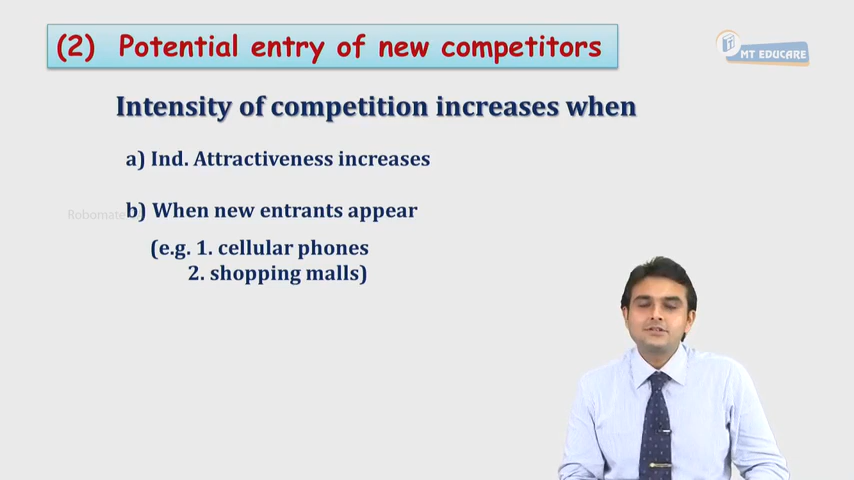 (2) Potential entry of new competitors
MT EDUCARE
Intensity of competition increases when
a) Ind. Attractiveness increases
Robomate
b) When new entrants appear
(e.g. 1. cellular phones
2. shopping malls)